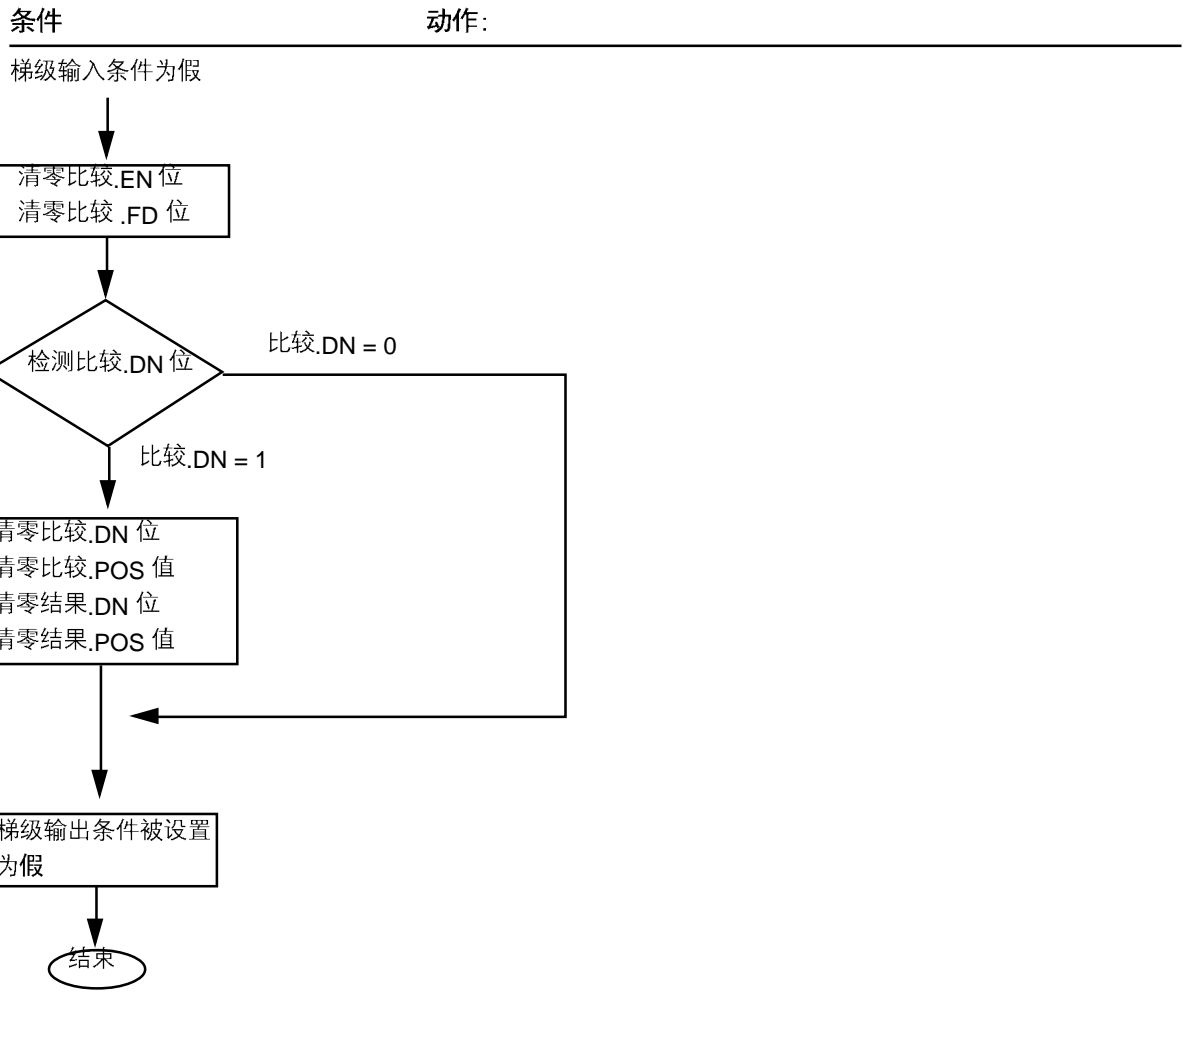 条件 动作:
梯级输入条件为假
清零比较.EN 位
清零比较 .FD 位
检测比较.DN 位
比较.DN = 0
比较.DN = 1
清零比较.DN 位
清零比较.POS 值
清零结果.DN 位
清零结果.POS 值
梯级输出条件被设置
为假
结束